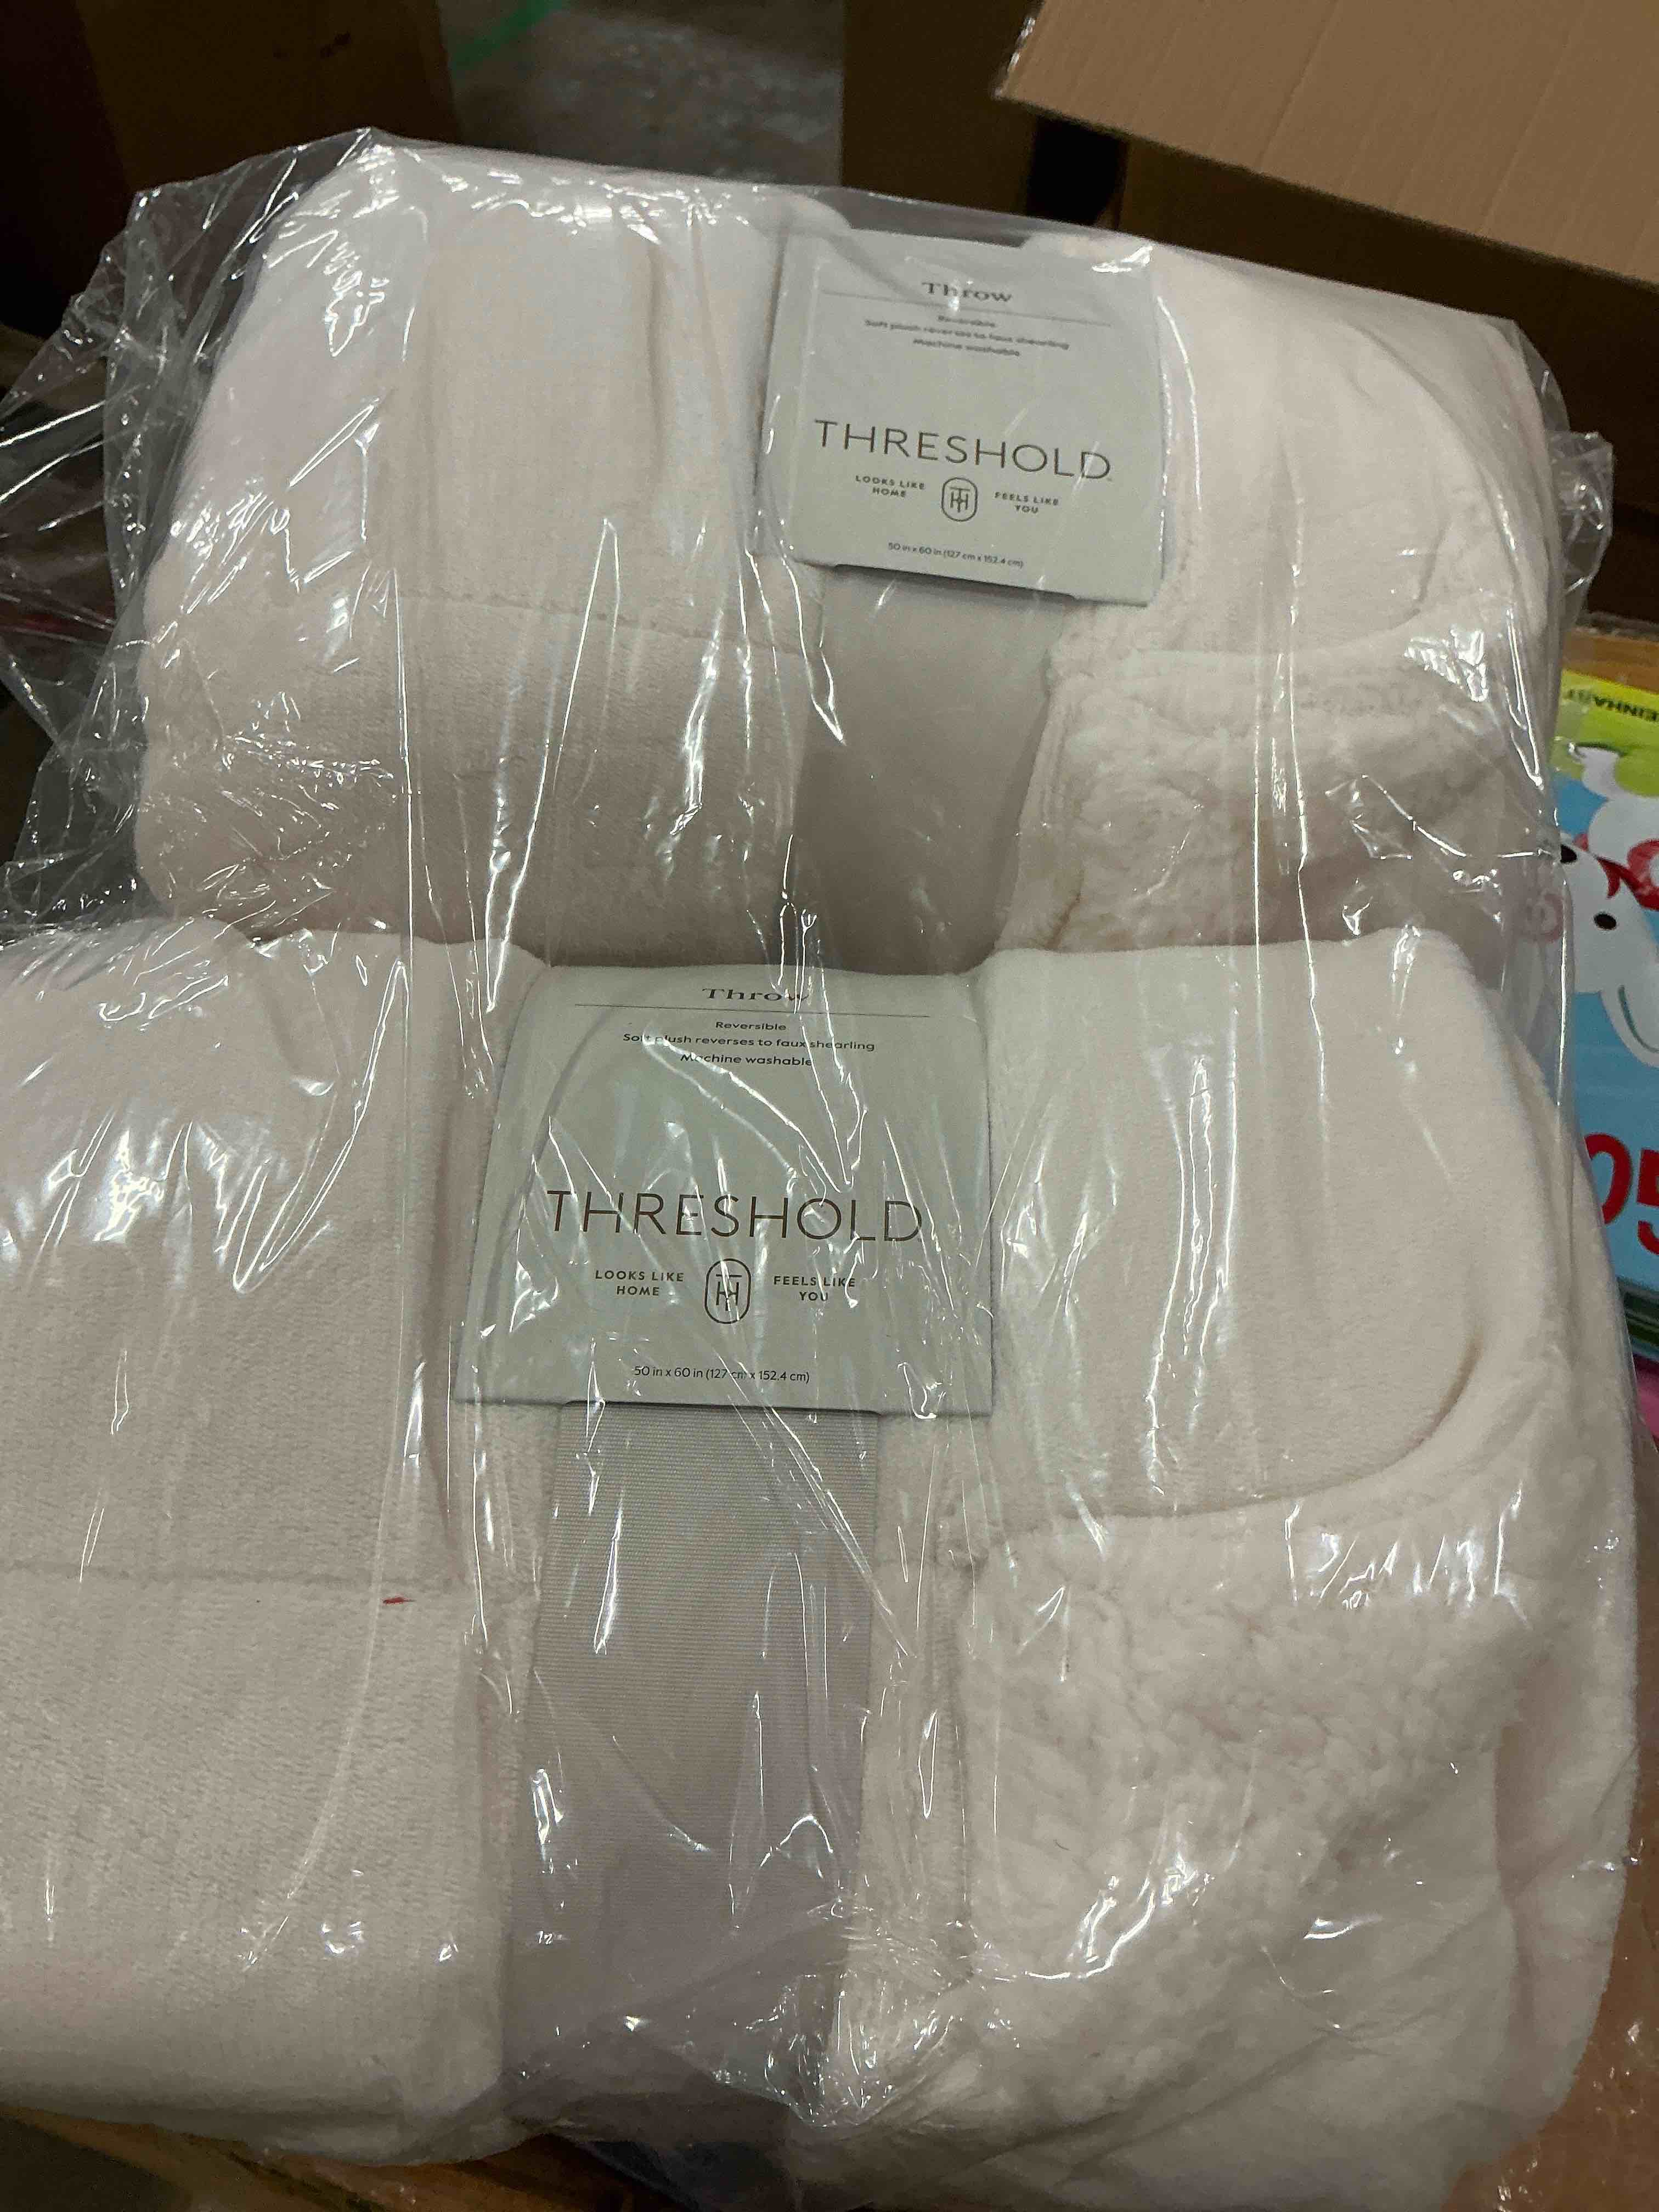 Throw
Reversible
Soft plush reverses to faux shearling
Machine washable
THRESHOLD™
LOOKS LIKE
HOME
FEELS LIKE
YOU
50 in x 60 in (127 cm x 152.4 cm)
Throw
Reversible
Soft plush reverses to faux shearling
Machine washable
THRESHOLD
LOOKS LIKE
HOME
FEELS LIKE
YOU
50 in x 60 in (127 cm x 152.4 cm)